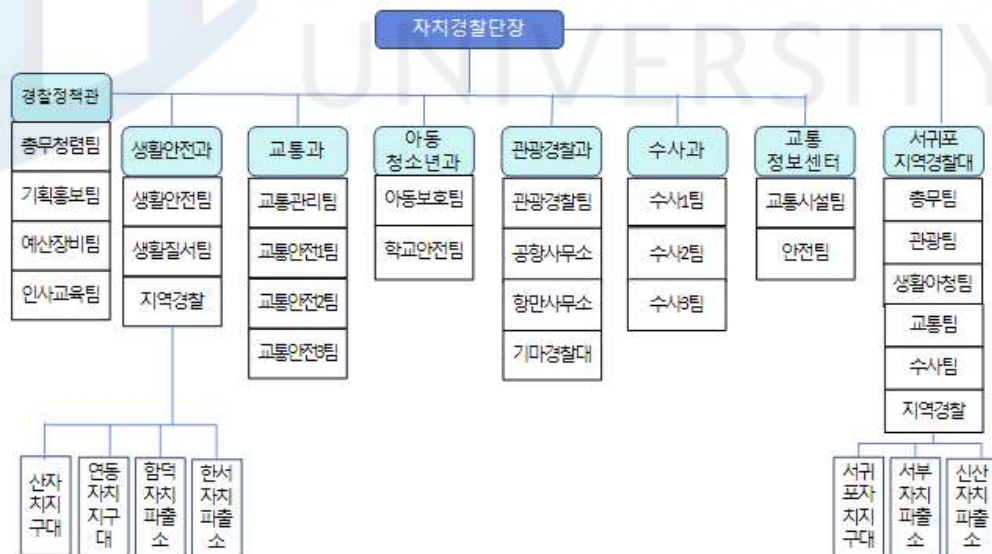 UNIVERSITY
자치경찰단장
경찰정책관
총무청렴팀
기획홍보팀
예산장비팀
인사교육팀
생활안전과
생활안전팀
생활질서팀
지역경찰
산자
치지
구대
연동
자치
지구
대
함덕
자치
파출
소
한서
자치
파출
소
교통과
교통관리팀
교통안전1팀
교통안전2팀
교통안전3팀
아동
청소년과
아동보호팀
학교안전팀
관광경찰과
관광경찰팀
공항사무소
항만사무소
기마경찰대
수사과
수사1팀
수사2팀
수사3팀
교통
정보센터
교통시설팀
안전팀
서귀포
지역경찰대
총무팀
관광팀
생활아청팀
교통팀
수사팀
지역경찰
서귀
포자
치지
구대
서부
자치
파출
소
신산
자치
파출
소